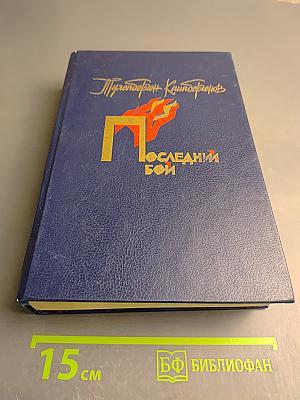 Тулепберген Каипбергенов
Последний
бой
15 см
БФ БИБЛИОФАН